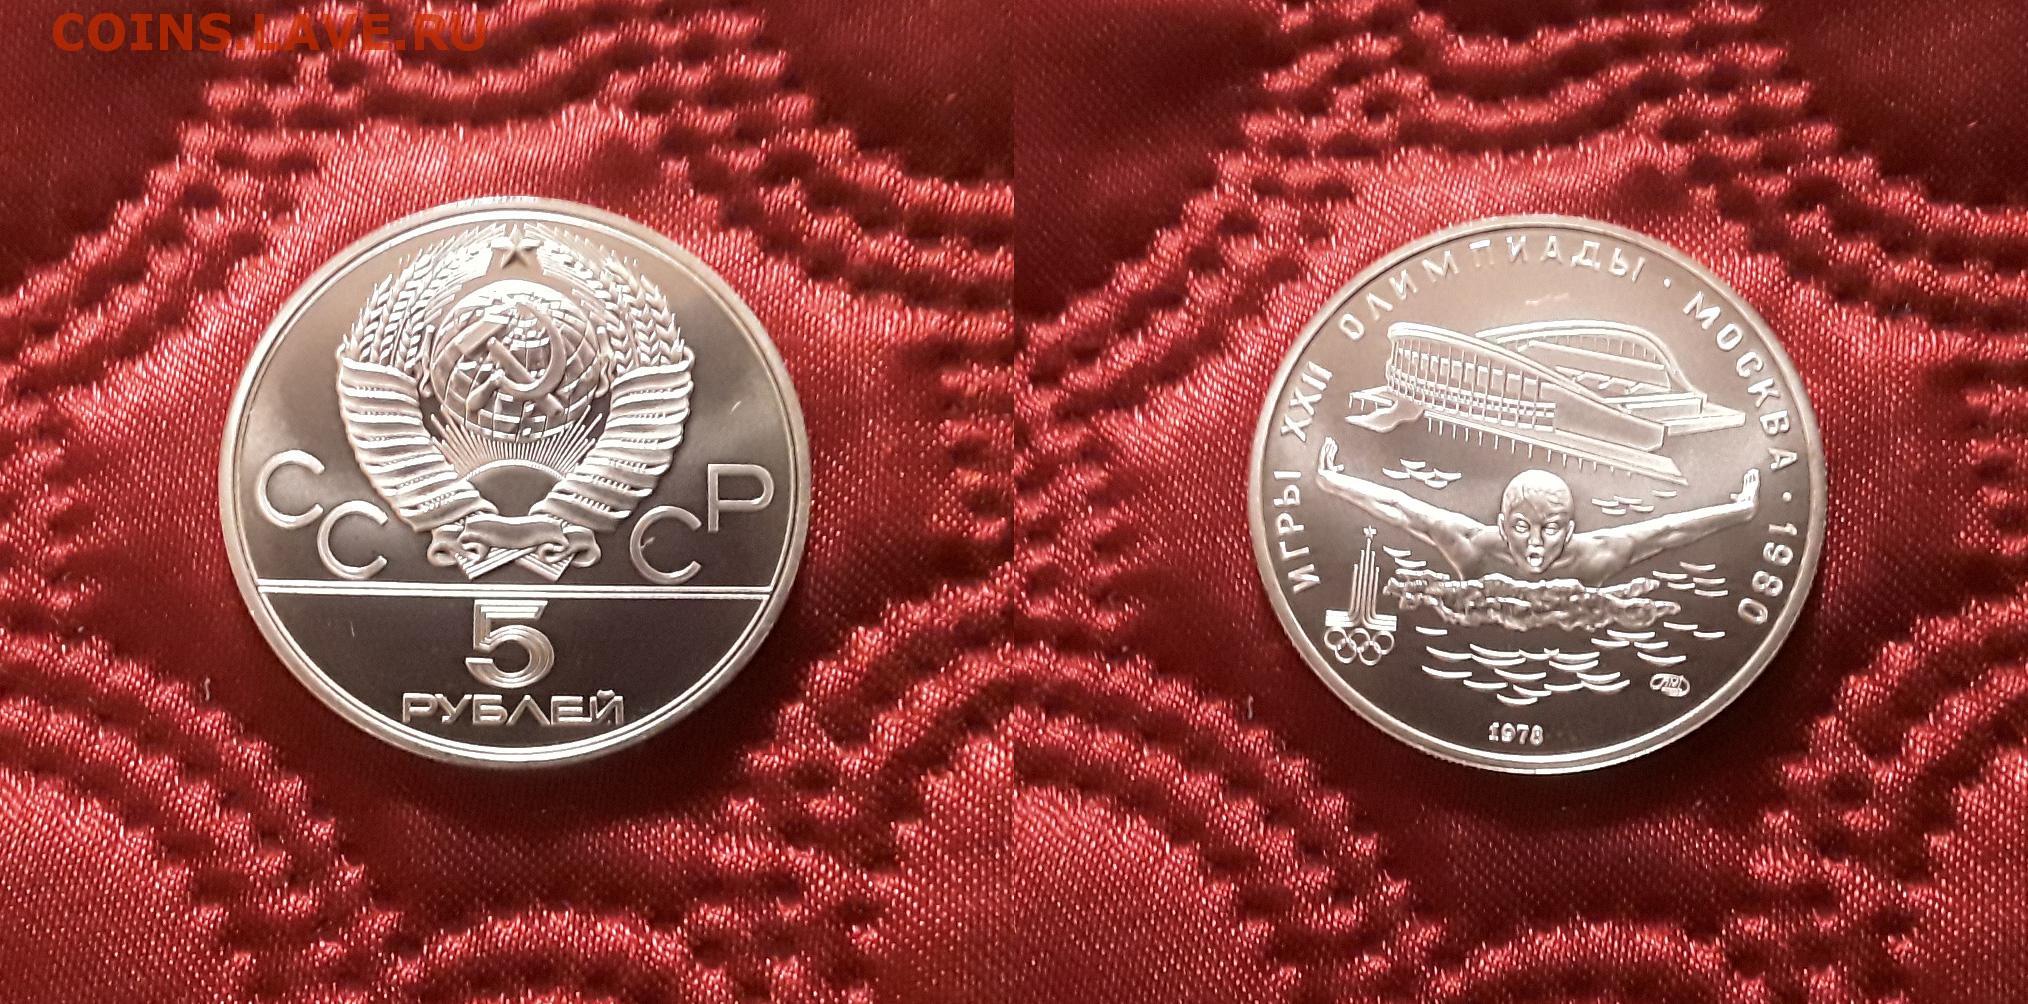 COINS.LAVE.RU
СССР
5
РУБЛЕЙ
ИГРЫ XXII ОЛИМПИАДЫ · МОСКВА · 1980
1978